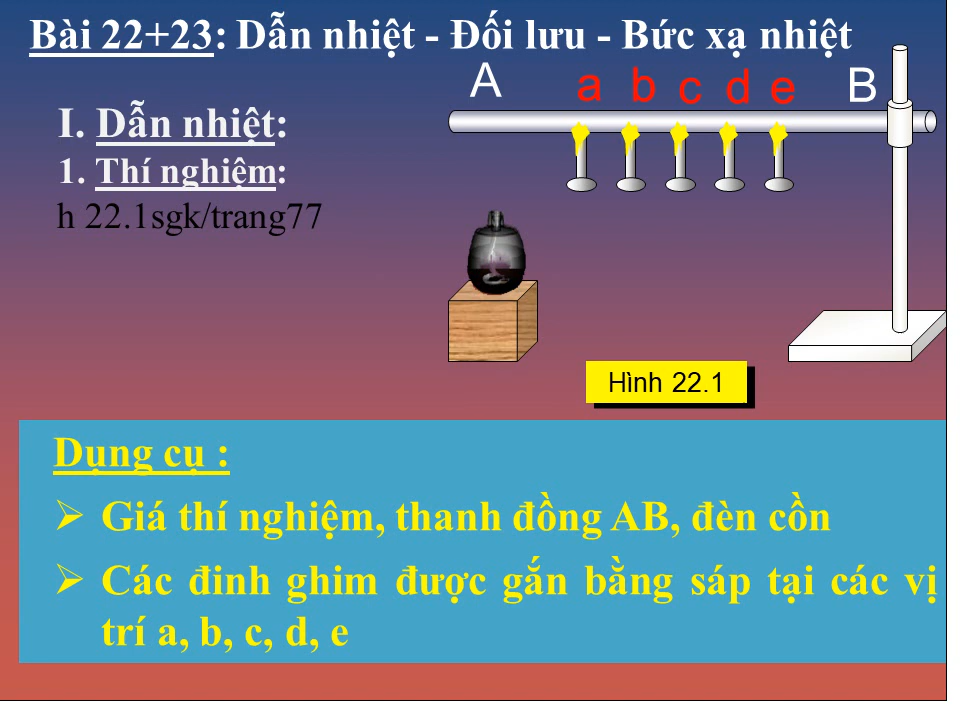 Bài 22+23: Dẫn nhiệt - Đối lưu - Bức xạ nhiệt
A a b c d e B
I. Dẫn nhiệt:
1. Thí nghiệm:
h 22.1sgk/trang77
Hình 22.1
Dụng cụ :
➢ Giá thí nghiệm, thanh đồng AB, đèn cồn
➢ Các đinh ghim được gắn bằng sáp tại các vị
trí a, b, c, d, e